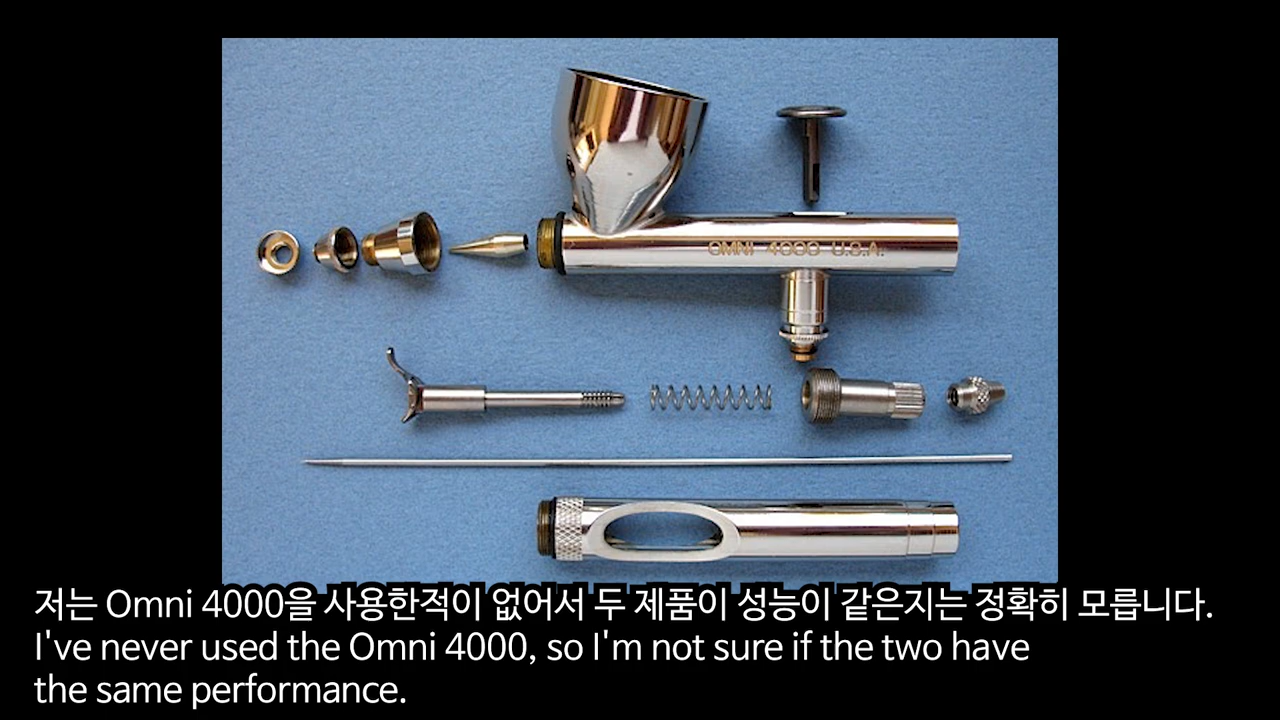 OMNI 4000 U.S.A.
저는 Omni 4000을 사용한적이 없어서 두 제품이 성능이 같은지는 정확히 모릅니다.
I've never used the Omni 4000, so I'm not sure if the two have
the same performance.